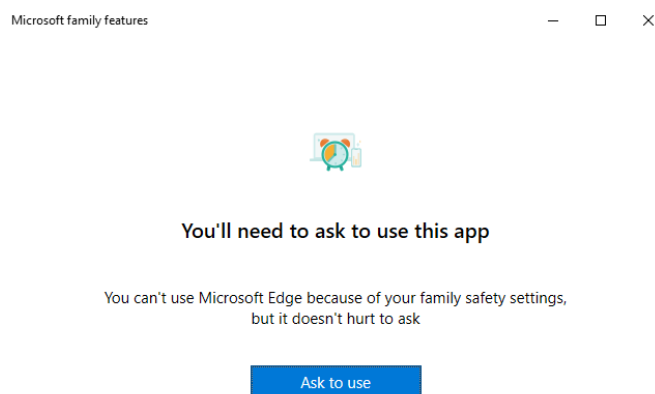 Microsoft family features
You'll need to ask to use this app
You can't use Microsoft Edge because of your family safety settings,
but it doesn't hurt to ask
Ask to use